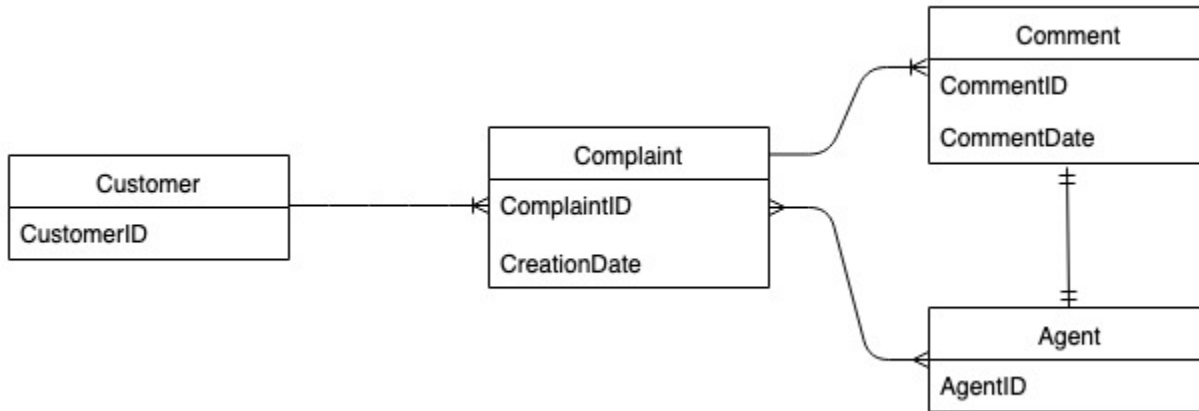 Customer
CustomerID
Complaint
ComplaintID
CreationDate
Comment
CommentID
CommentDate
Agent
AgentID